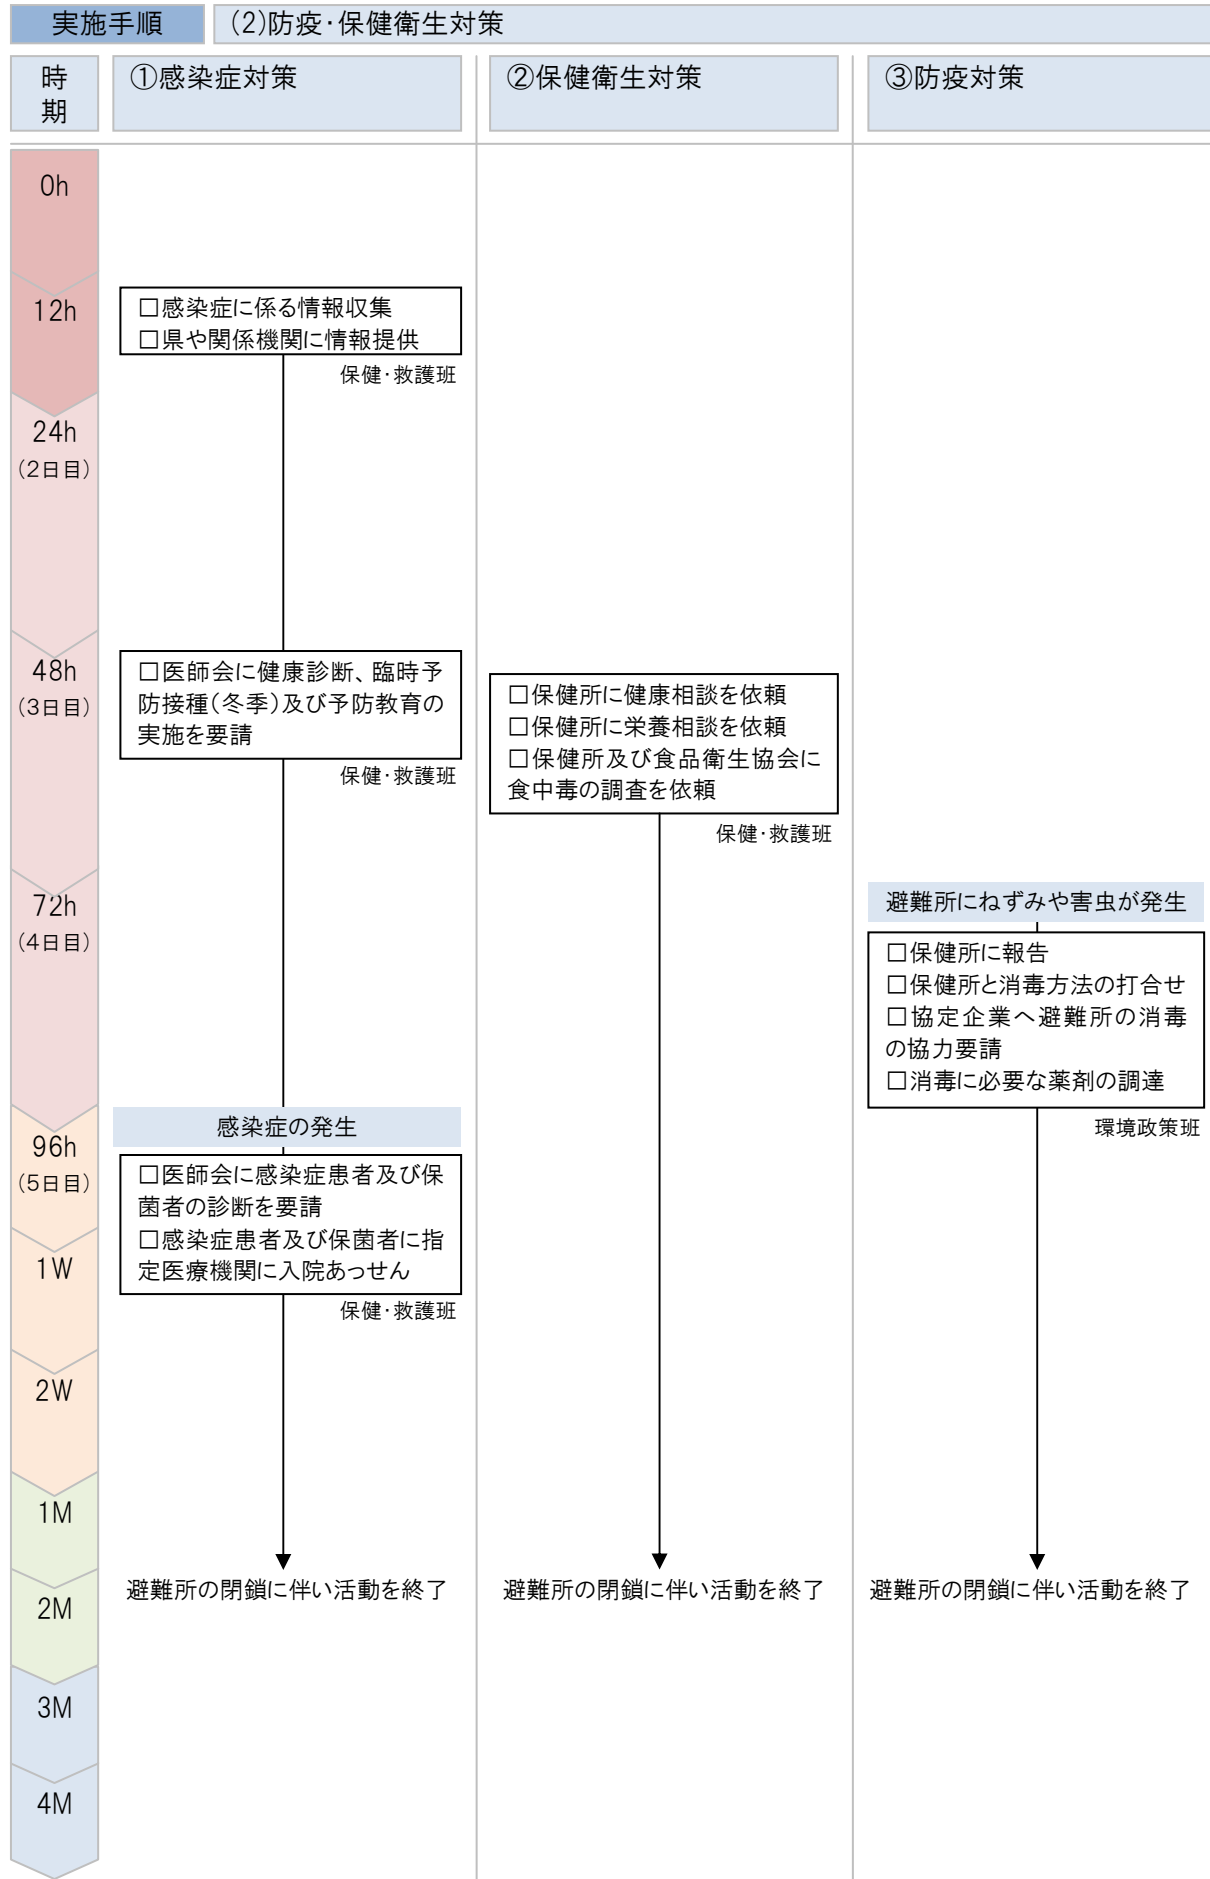 実施手順
(2)防疫・保健衛生対策
時
期
①感染症対策
②保健衛生対策
③防疫対策
0h
12h
□感染症に係る情報収集
□県や関係機関に情報提供
保健・救護班
24h
(2日目)
48h
(3日目)
□医師会に健康診断、臨時予
防接種(冬季)及び予防教育の
実施を要請
保健・救護班
□保健所に健康相談を依頼
□保健所に栄養相談を依頼
□保健所及び食品衛生協会に
食中毒の調査を依頼
保健・救護班
72h
(4日目)
避難所にねずみや害虫が発生
□保健所に報告
□保健所と消毒方法の打合せ
□協定企業へ避難所の消毒
の協力要請
□消毒に必要な薬剤の調達
環境政策班
96h
(5日目)
感染症の発生
□医師会に感染症患者及び保
菌者の診断を要請
□感染症患者及び保菌者に指
定医療機関に入院あっせん
保健・救護班
1W
2W
1M
2M
避難所の閉鎖に伴い活動を終了
避難所の閉鎖に伴い活動を終了
避難所の閉鎖に伴い活動を終了
3M
4M